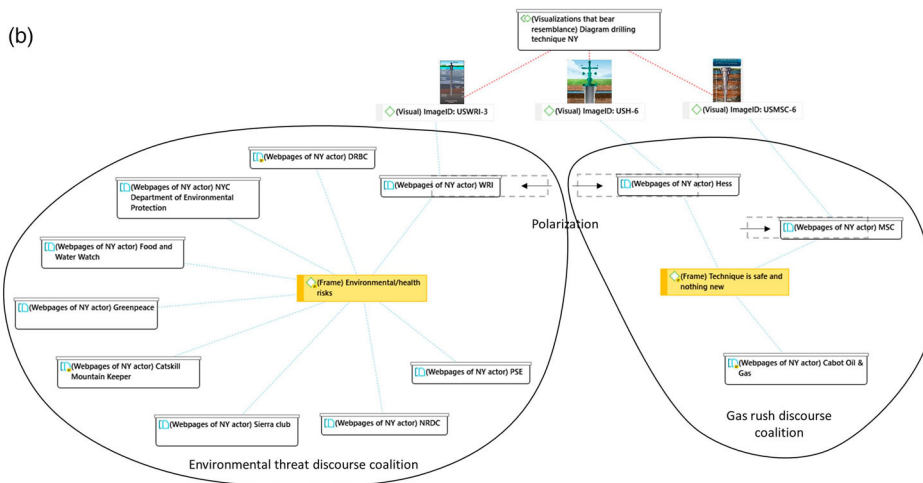 (b)
(Visualizations that bear
resemblance) Diagram drilling
technique NY
(Visual) ImageID: USWRI-3
(Visual) ImageID: USH-6
(Visual) ImageID: USMSC-6
(Webpages of NY actor) DRBC
(Webpages of NY actor) NYC
Department of Environmental
Protection
(Webpages of NY actor) WRI
(Webpages of NY actor) Hess
Polarization
(Webpages of NY actor) MSC
(Webpages of NY actor) Food and
Water Watch
(Frame) Environmental/health
risks
(Frame) Technique is safe and
nothing new
(Webpages of NY actor) Greenpeace
(Webpages of NY actor) Catskill
Mountain Keeper
(Webpages of NY actor) PSE
(Webpages of NY actor) Cabot Oil &
Gas
(Webpages of NY actor) Sierra club
(Webpages of NY actor) NRDC
Gas rush discourse
coalition
Environmental threat discourse coalition